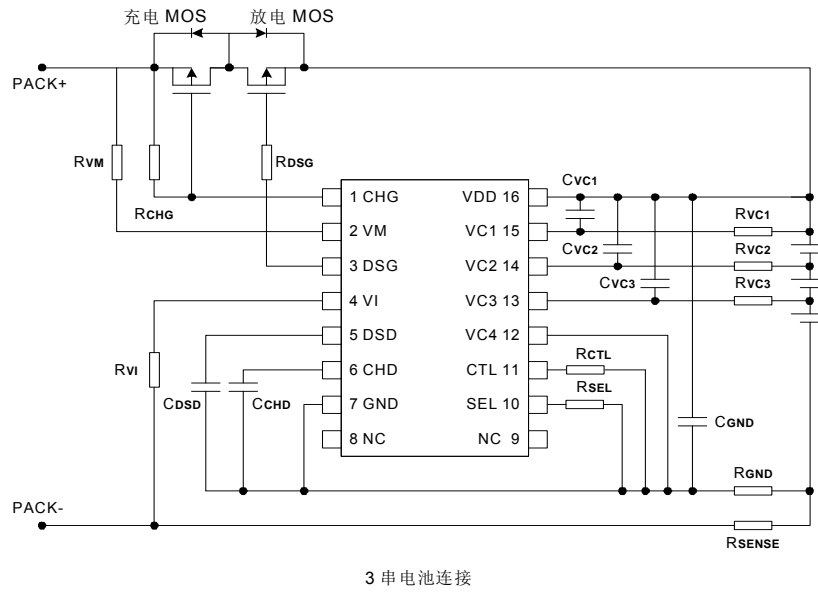 充电 MOS 放电 MOS
PACK+
RVM
RCHG
RDSG
1 CHG
2 VM
3 DSG
4 VI
5 DSD
6 CHD
7 GND
8 NC
VDD 16
VC1 15
VC2 14
VC3 13
VC4 12
CTL 11
SEL 10
NC 9
CVC1
CVC2
CVC3
RVC1
RVC2
RVC3
RCTL
RSEL
CGND
RVI
CDSD
CCHD
RGND
PACK-
RSENSE
3 串电池连接